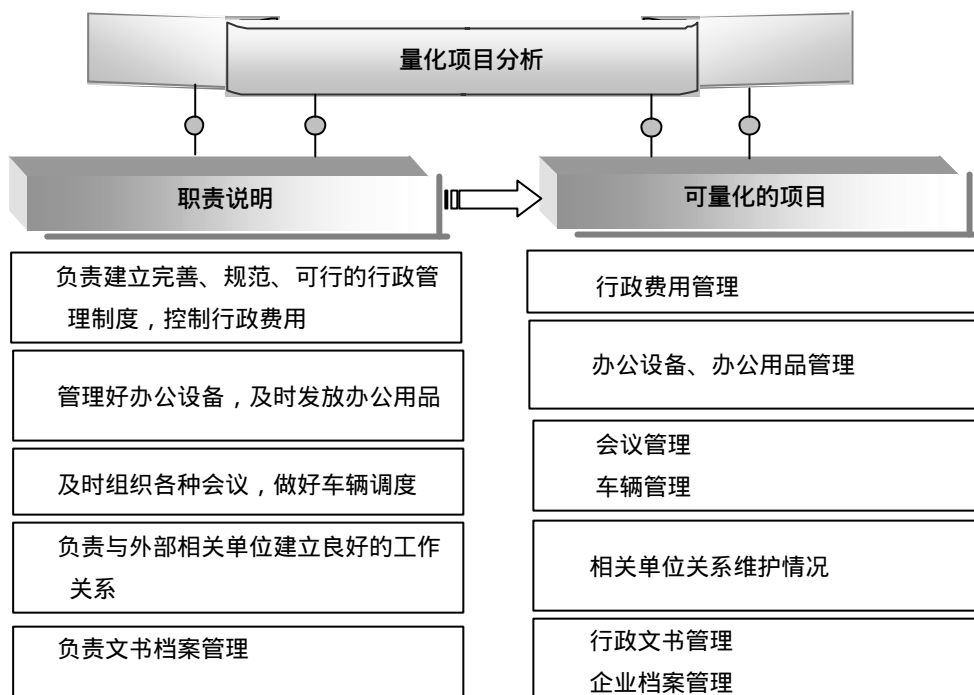 量化项目分析
职责说明
可量化的项目
负责建立完善、规范、可行的行政管
理制度，控制行政费用
行政费用管理
管理好办公设备，及时发放办公用品
办公设备、办公用品管理
及时组织各种会议，做好车辆调度
会议管理
车辆管理
负责与外部相关单位建立良好的工作
关系
相关单位关系维护情况
负责文书档案管理
行政文书管理
企业档案管理